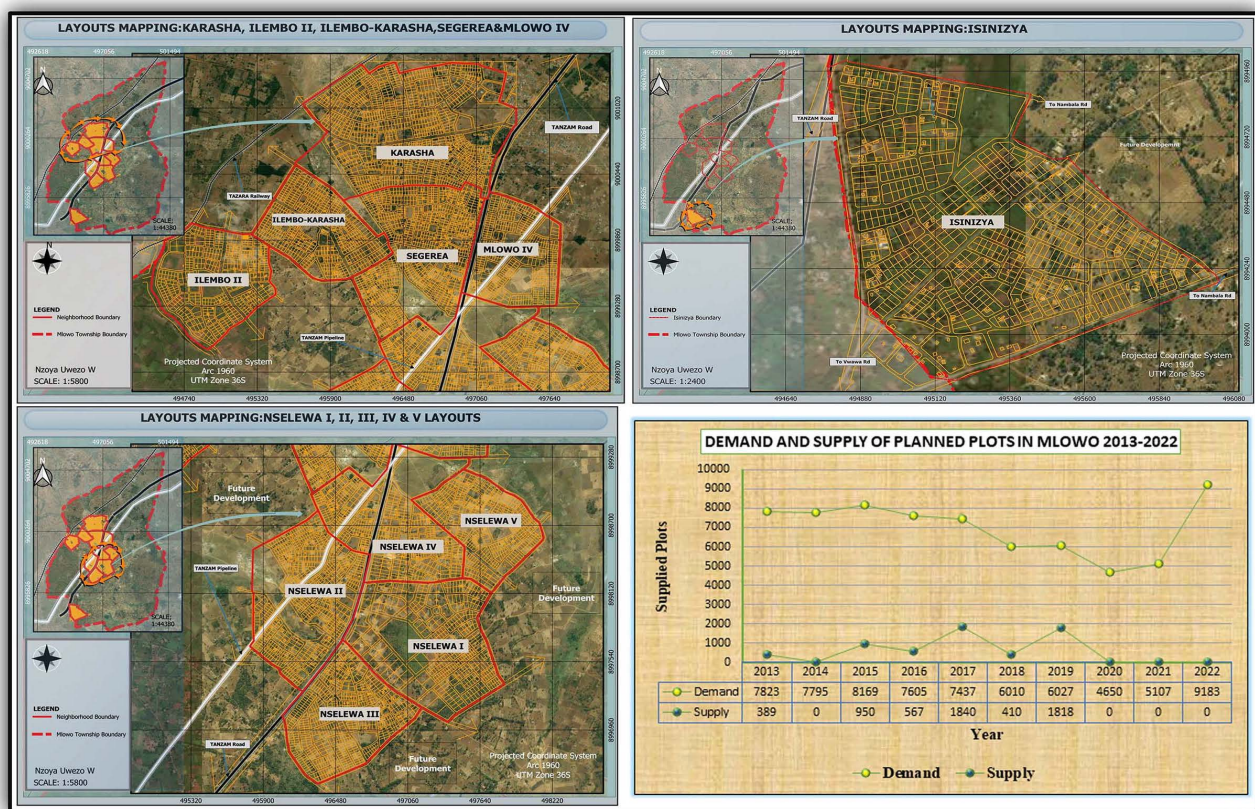 LAYOUTS MAPPING:KARASHA, ILEMBO II, ILEMBO-KARASHA,SEGEREA&MLOWO IV
492618 497056 501494
N
SCALE:
1:44380
KARASHA
TANZAM Road
TAZARA Railway
ILEMBO-KARASHA
SEGEREA
MLOWO IV
ILEMBO II
TANZAM Pipeline
9001020
9000440
8999860
8999280
8998700
LEGEND
Neighborhood Boundary
Mlowo Township Boundary
Nzoya Uwezo W
SCALE: 1:5800
Projected Coordinate System
Arc 1960
UTM Zone 36S
494740 495320 495900 496480 497060 497640
LAYOUTS MAPPING:ISINIZYA
492618 497056 501494
N
SCALE:
1:44380
TANZAM Road
To Nambala Rd
Future Developemnt
ISINIZYA
To Nambala Rd
To Vwawa Rd
8994960
8994720
8994480
8994240
8994000
LEGEND
Isinizya Boundary
Mlowo Township Boundary
Nzoya Uwezo W
SCALE: 1:2400
Projected Coordinate System
Arc 1960
UTM Zone 36S
494640 494880 495120 495360 495600 495840 496080
LAYOUTS MAPPING:NSELEWA I, II, III, IV & V LAYOUTS
492618 497056 501494
N
SCALE:
1:44380
Future
Development
NSELEWA V
NSELEWA IV
TANZAM Pipeline
NSELEWA II
Future
Development
NSELEWA I
NSELEWA III
TANZAM Road
Future
Development
8999280
8998700
8998120
8997540
8996960
LEGEND
Neighborhood Boundary
Mlowo Township Boundary
Nzoya Uwezo W
SCALE: 1:5800
Projected Coordinate System
Arc 1960
UTM Zone 36S
495320 495900 496480 497060 497640 498220
DEMAND AND SUPPLY OF PLANNED PLOTS IN MLOWO 2013-2022
Supplied Plots
10000
9000
8000
7000
6000
5000
4000
3000
2000
1000
0
2013 2014 2015 2016 2017 2018 2019 2020 2021 2022
Demand 7823 7795 8169 7605 7437 6010 6027 4650 5107 9183
Supply 389 0 950 567 1840 410 1818 0 0 0
Year
Demand Supply